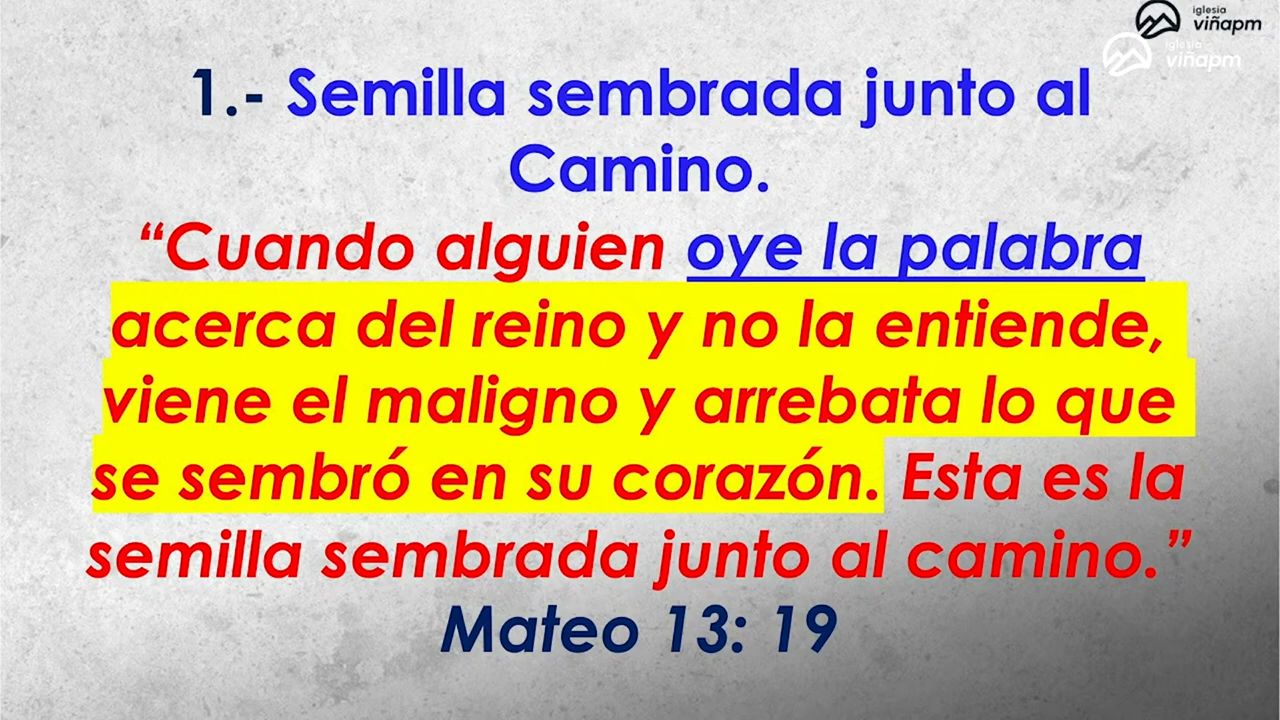 iglesia
viñapm
iglesia
viñapm
1.- Semilla sembrada junto al
Camino.
“Cuando alguien oye la palabra
acerca del reino y no la entiende,
viene el maligno y arrebata lo que
se sembró en su corazón. Esta es la
semilla sembrada junto al camino.”
Mateo 13: 19